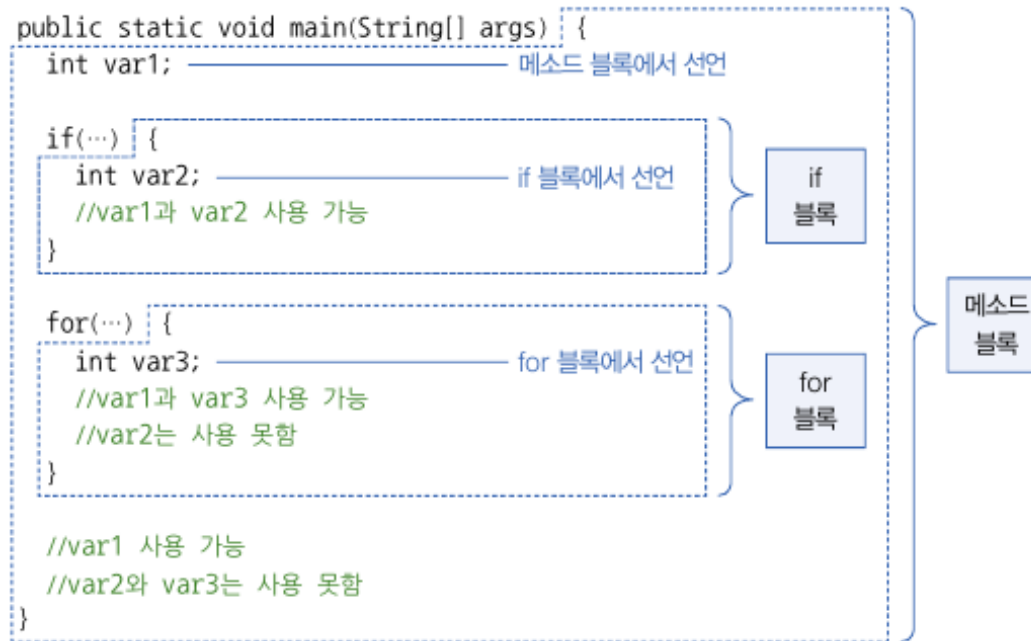 public static void main(String[] args) {
int var1; 메소드 블록에서 선언
if(…) {
int var2; if 블록에서 선언
//var1과 var2 사용 가능
}
if
블록
for(…) {
int var3; for 블록에서 선언
//var1과 var3 사용 가능
//var2는 사용 못함
}
for
블록
메소드
블록
//var1 사용 가능
//var2와 var3는 사용 못함
}